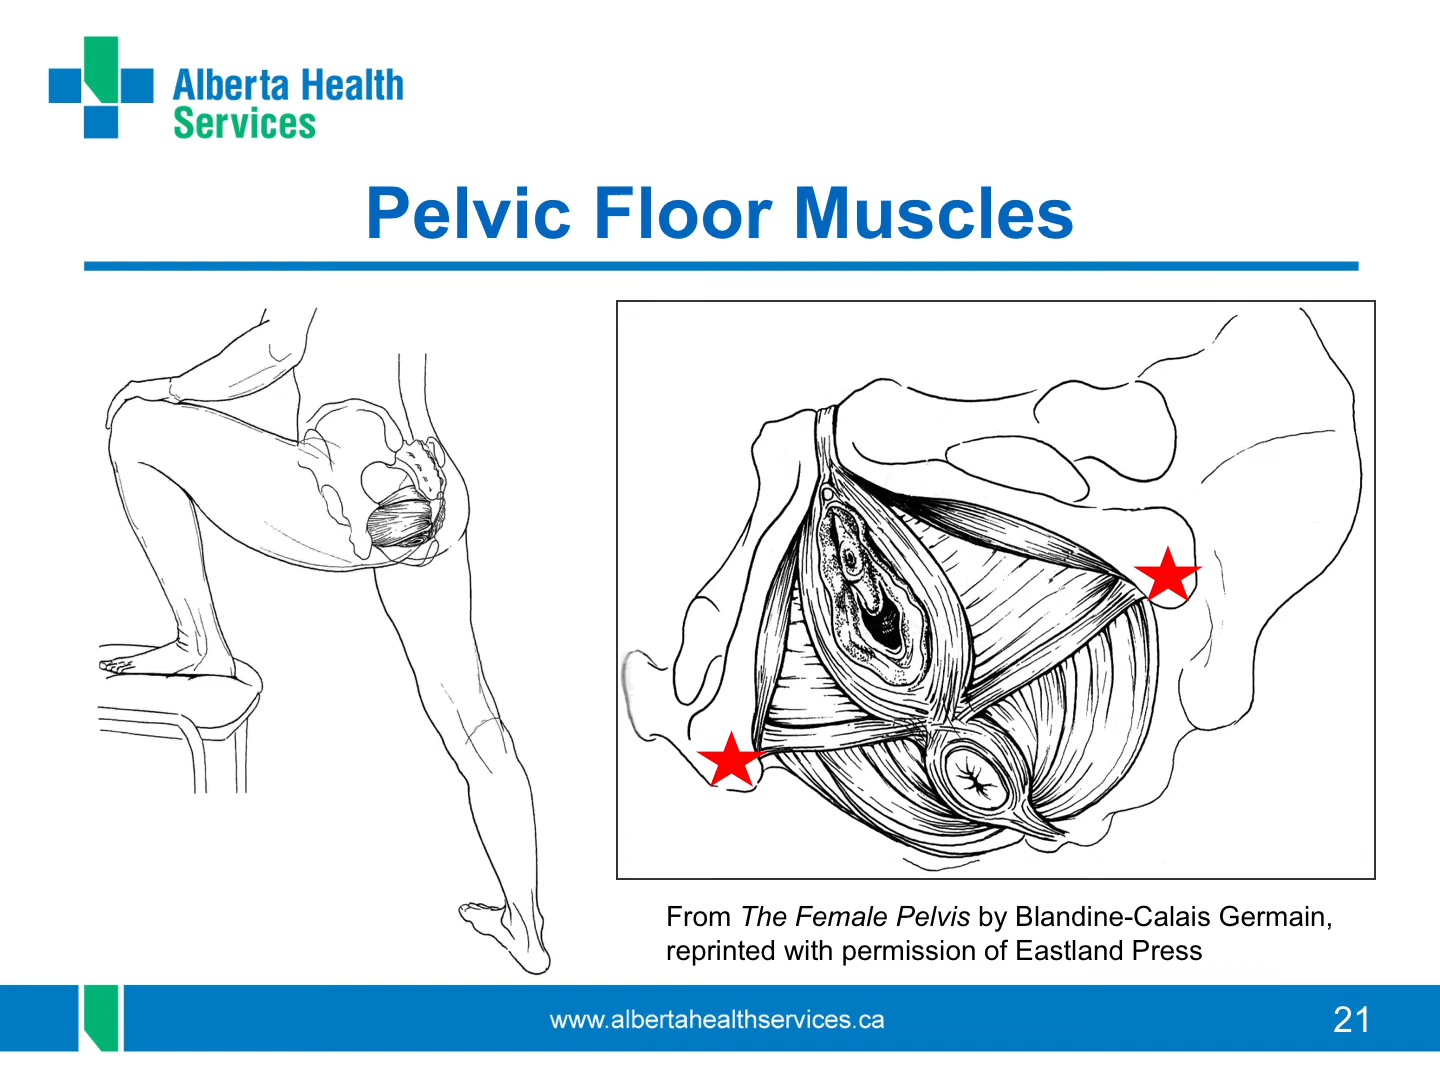 Alberta Health
Services
Pelvic Floor Muscles
From The Female Pelvis by Blandine-Calais Germain,
reprinted with permission of Eastland Press
www.albertahealthservices.ca
21